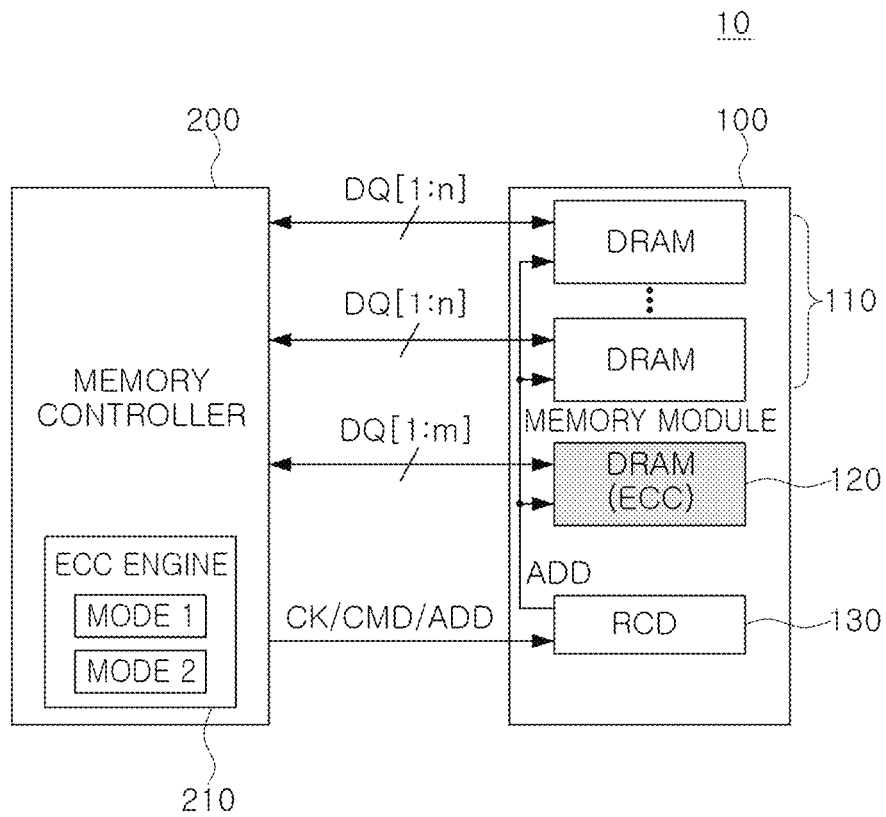 10
200
100
DQ[1:n]
DRAM
110
DQ[1:n]
DRAM
MEMORY
CONTROLLER
MEMORY MODULE
DQ[1:m]
DRAM
(ECC)
120
ECC ENGINE
MODE 1
MODE 2
ADD
CK/CMD/ADD
RCD
130
210